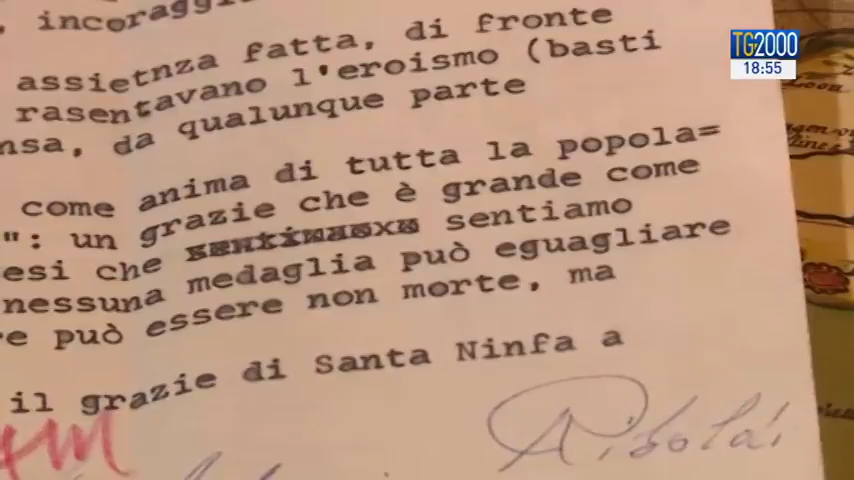 , incoraggi
assietnza fatta, di fronte
rasentavano l'eroismo (basti
nsa, da qualunque parte
come anima di tutta la popola=
": un grazie che è grande come
esi che sentiamo
nessuna medaglia può eguagliare
re può essere non morte, ma
il grazie di Santa Ninfa a
TG2000
18:55